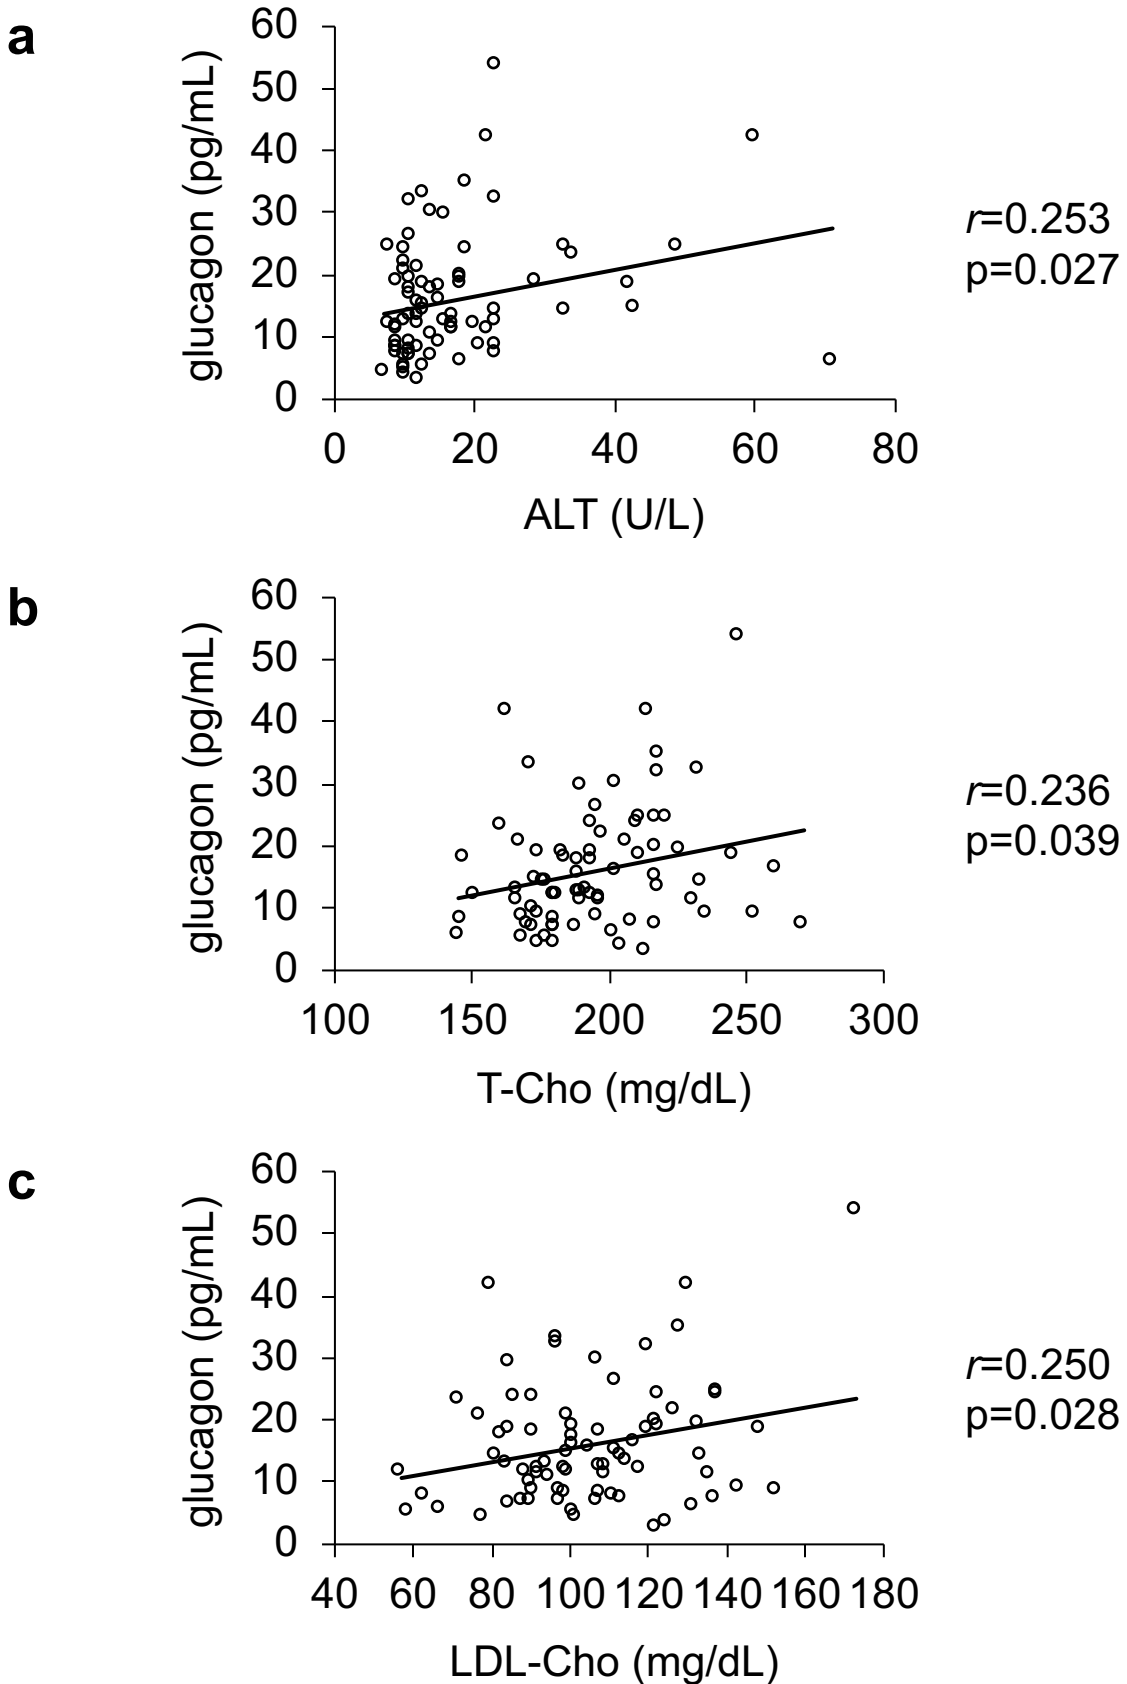 a
60
50
40
30
20
10
0
glucagon (pg/mL)
0 20 40 60 80
ALT (U/L)
r=0.253
p=0.027
b
60
50
40
30
20
10
0
glucagon (pg/mL)
100 150 200 250 300
T-Cho (mg/dL)
r=0.236
p=0.039
c
60
50
40
30
20
10
0
glucagon (pg/mL)
40 60 80 100 120 140 160 180
LDL-Cho (mg/dL)
r=0.250
p=0.028